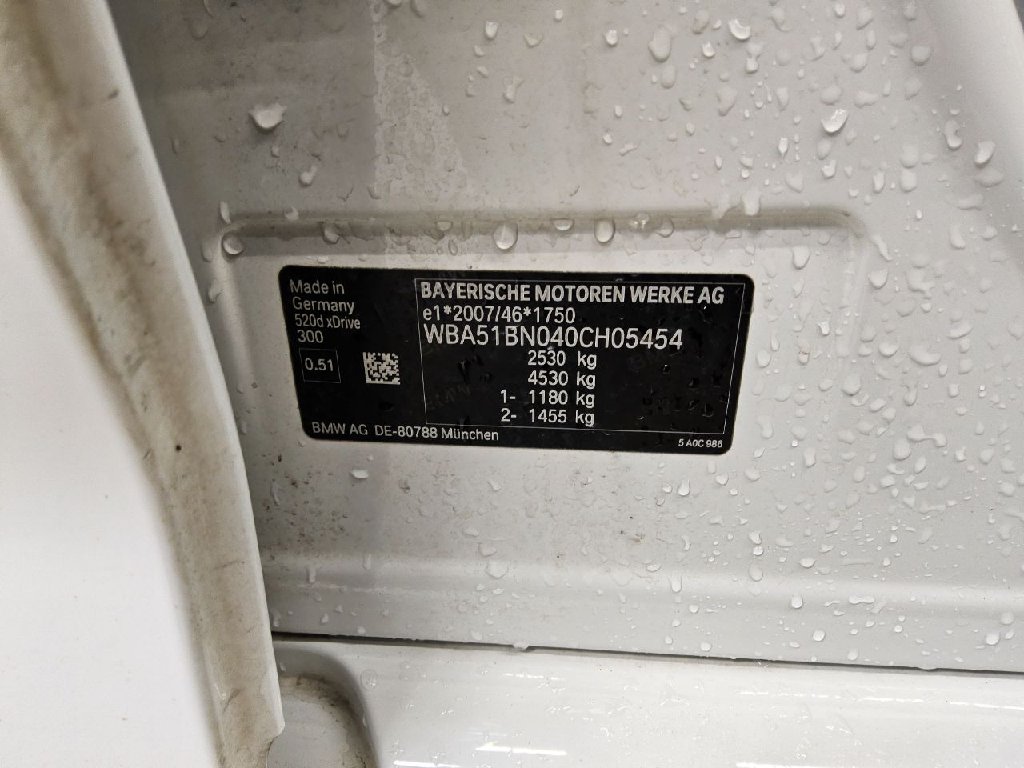 Made in
Germany
520d xDrive
300
0.51
BAYERISCHE MOTOREN WERKE AG
e1*2007/46*1750
WBA51BN040CH05454
2530 kg
4530 kg
1- 1180 kg
2- 1455 kg
BMW AG DE-80788 München
5 A0C 986